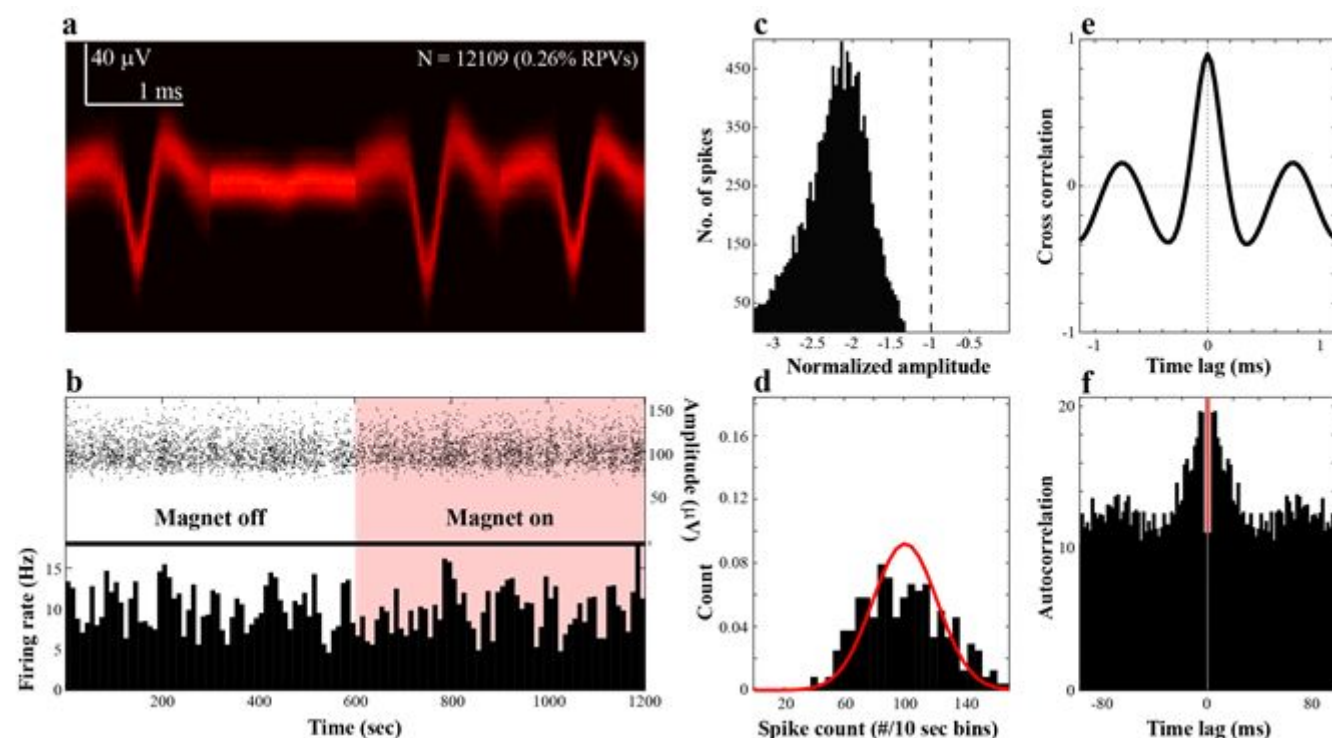 a
40 µV
1 ms
N = 12109 (0.26% RPVs)
b
Magnet off
Magnet on
150
100
50
Amplitude (µV)
Firing rate (Hz)
15
10
5
0
200
400
600
800
1000
1200
Time (sec)
c
No. of spikes
450
350
250
150
50
-3
-2.5
-2
-1.5
-1
-0.5
Normalized amplitude
d
Count
0.16
0.12
0.08
0.04
0
20
60
100
140
Spike count (#/10 sec bins)
e
Cross correlation
1
0
-1
-1
0
1
Time lag (ms)
f
Autocorrelation
20
10
0
-80
0
80
Time lag (ms)